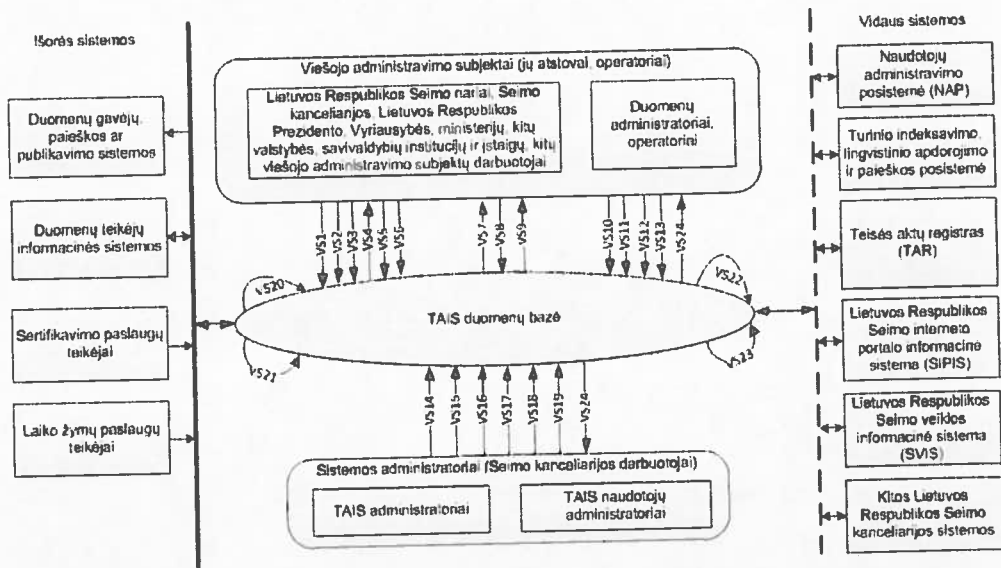 Išorės sistemos
Duomenų gavėjų,
paieškos ar
publikavimo sistemos
Duomenų teikėjų
informacinės sistemos
Sertifikavimo paslaugų
teikėjai
Laiko žymų paslaugų
teikėjai
Viešojo administravimo subjektai (jų atstovai, operatoriai)
Lietuvos Respublikos Seimo nariai, Seimo
kanceliarijos, Lietuvos Respublikos
Prezidento, Vyriausybės, ministerijų, kitų
valstybės, savivaldybių institucijų ir įstaigų, kitų
viešojo administravimo subjektų darbuotojai
Duomenų
administratoriai,
operatorini
VS1
VS2
VS3
VS4
VS5
VS6
VS7
VS8
VS9
VS10
VS11
VS12
VS13
VS24
VS20
VS22
TAIS duomenų bazė
VS21
VS23
VS14
VS15
VS16
VS17
VS18
VS19
VS24
Sistemos administratoriai (Seimo kanceliarijos darbuotojai)
TAIS administratoriai
TAIS naudotojų
administratoriai
Vidaus sistemos
Naudotojų
administravimo
posistemė (NAP)
Turinio indeksavimo,
lingvistinio apdorojimo
ir paieškos posistemė
Teisės aktų registras
(TAR)
Lietuvos Respublikos
Seimo interneto
portalo informacinė
sistema (SIPIS)
Lietuvos Respublikos
Seimo veiklos
informacinė sistema
(SVIS)
Kitos Lietuvos
Respublikos Seimo
kanceliarijos sistemos